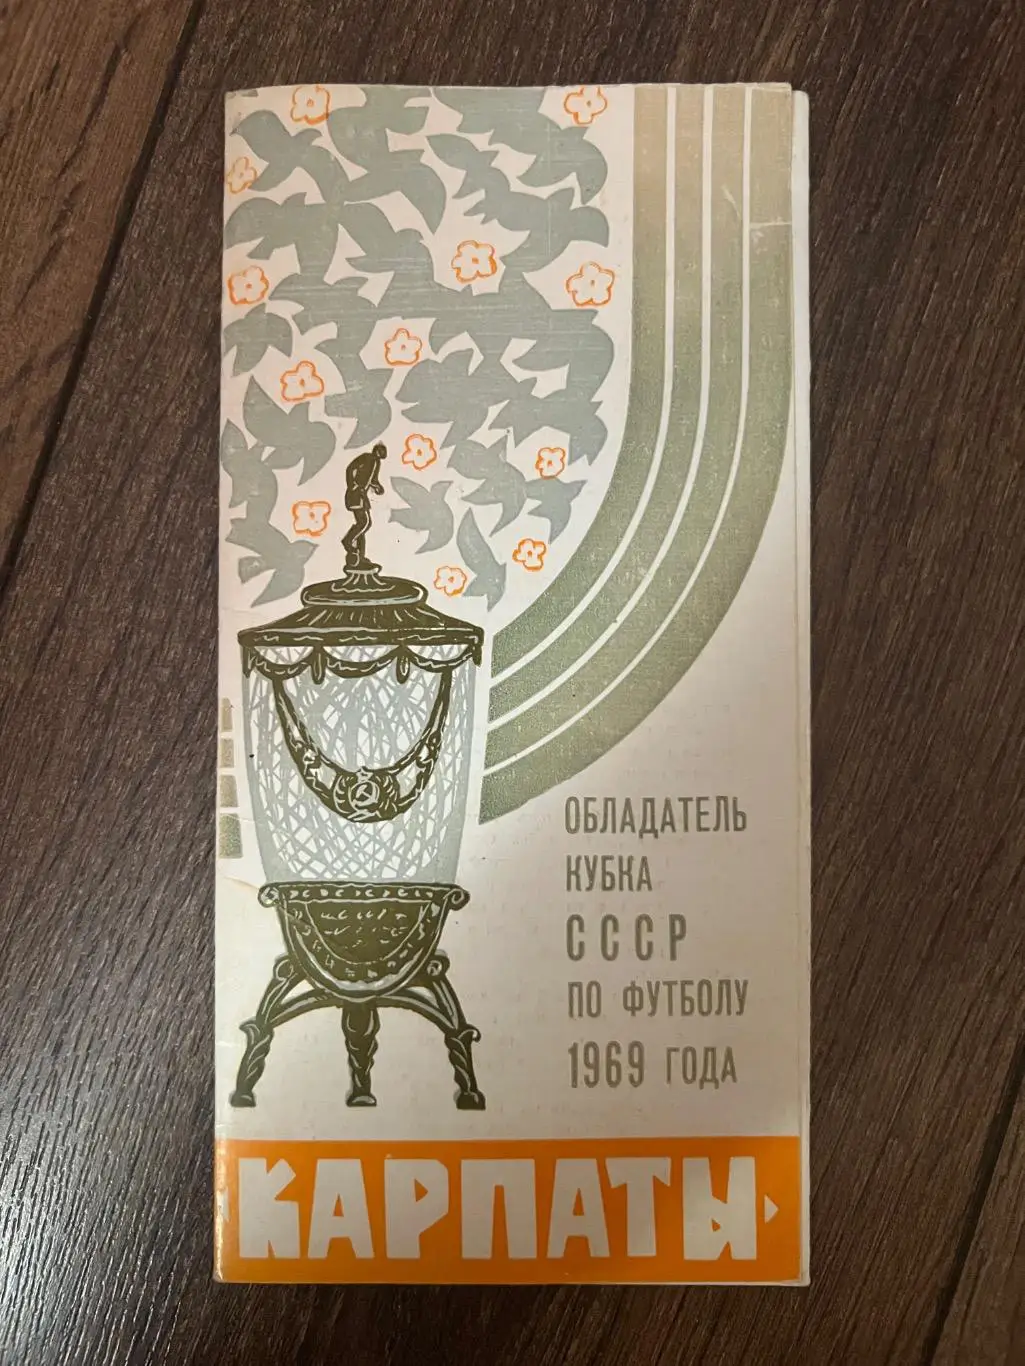 ОБЛАДАТЕЛЬ
КУБКА
СССР
ПО ФУТБОЛУ
1969 ГОДА
‹КАРПАТЫ›